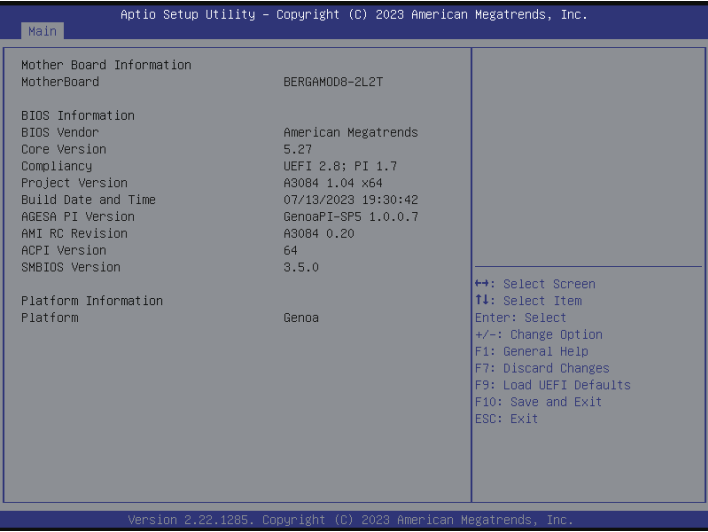 Aptio Setup Utility – Copyright (C) 2023 American Megatrends, Inc.
Main
Mother Board Information
MotherBoard BERGAMOD8-2L2T
BIOS Information
BIOS Vendor American Megatrends
Core Version 5.27
Compliancy UEFI 2.8; PI 1.7
Project Version A3084 1.04 x64
Build Date and Time 07/13/2023 19:30:42
AGESA PI Version GenoaPI-SP5 1.0.0.7
AMI RC Revision A3084 0.20
ACPI Version 64
SMBIOS Version 3.5.0
Platform Information
Platform Genoa
↔: Select Screen
↑↓: Select Item
Enter: Select
+/-: Change Option
F1: General Help
F7: Discard Changes
F9: Load UEFI Defaults
F10: Save and Exit
ESC: Exit
Version 2.22.1285. Copyright (C) 2023 American Megatrends, Inc.